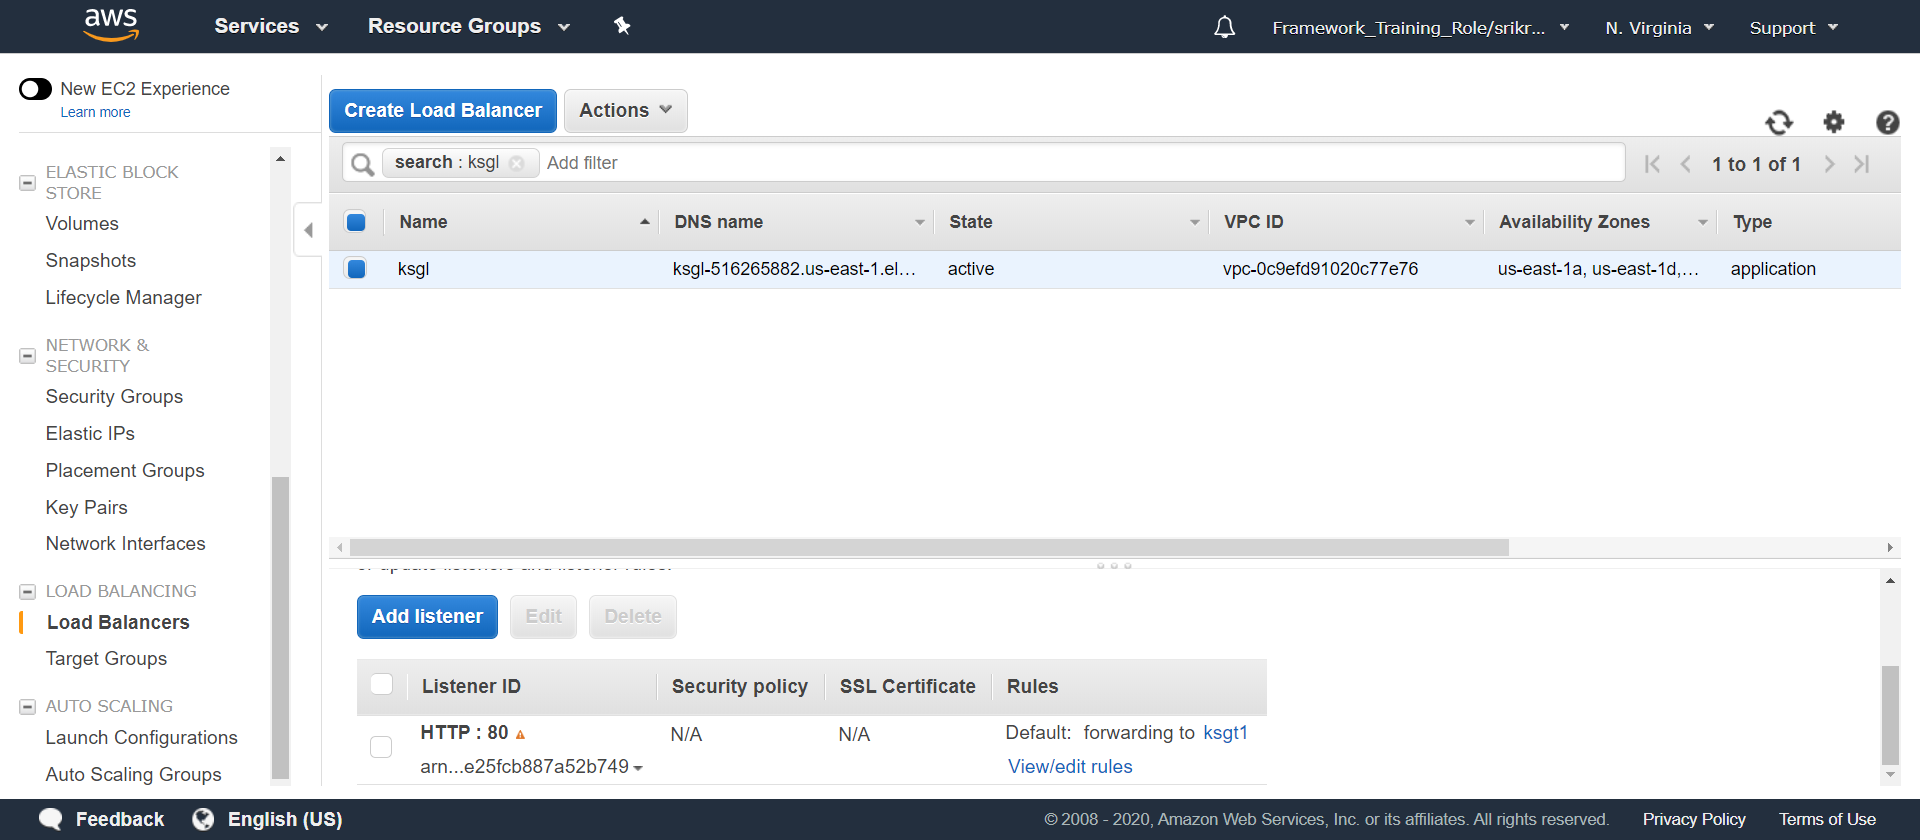 aws Services Resource Groups Framework_Training_Role/srikr... N. Virginia Support
New EC2 Experience
Learn more
ELASTIC BLOCK
STORE
Volumes
Snapshots
Lifecycle Manager
NETWORK &
SECURITY
Security Groups
Elastic IPs
Placement Groups
Key Pairs
Network Interfaces
LOAD BALANCING
Load Balancers
Target Groups
AUTO SCALING
Launch Configurations
Auto Scaling Groups
Create Load Balancer Actions
search : ksgl Add filter 1 to 1 of 1
Name DNS name State VPC ID Availability Zones Type
ksgl ksgl-516265882.us-east-1.el... active vpc-0c9efd91020c77e76 us-east-1a, us-east-1d,... application
or update listeners and listener rules.
Add listener Edit Delete
Listener ID Security policy SSL Certificate Rules
HTTP : 80 N/A N/A Default: forwarding to ksgt1
arn...e25fcb887a52b749 View/edit rules
Feedback English (US) © 2008 - 2020, Amazon Web Services, Inc. or its affiliates. All rights reserved. Privacy Policy Terms of Use